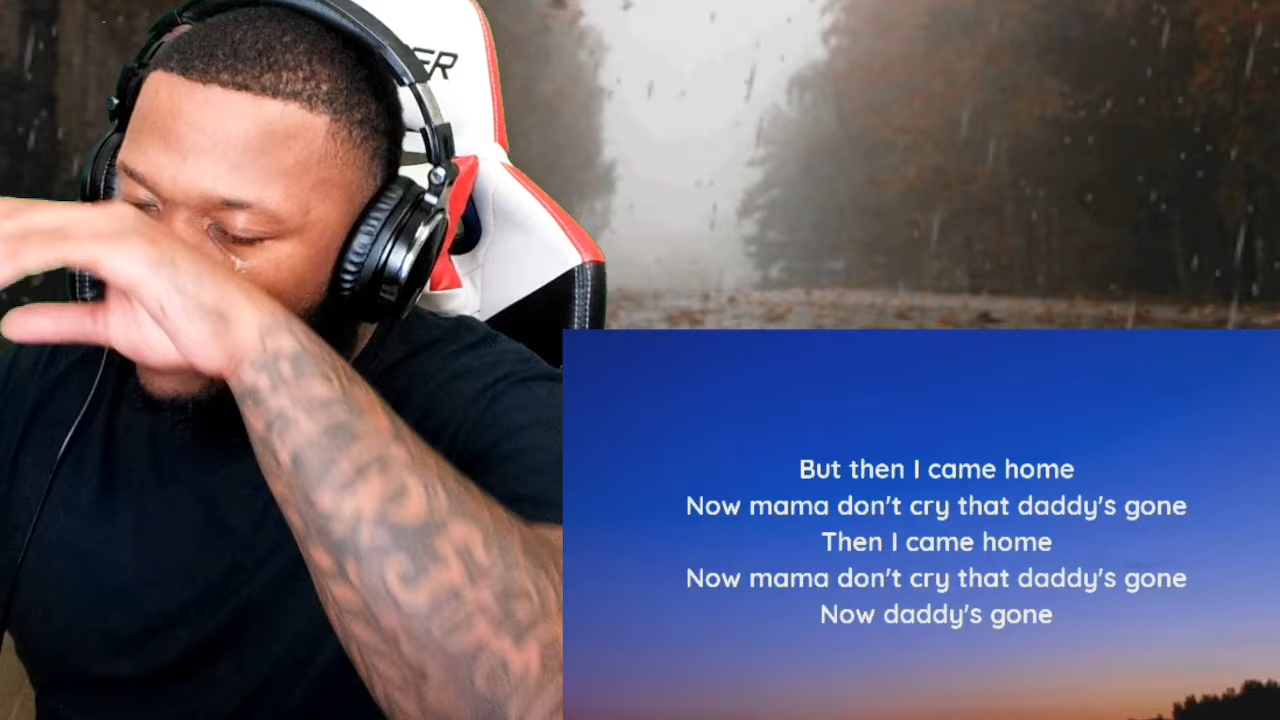 ER
But then I came home
Now mama don't cry that daddy's gone
Then I came home
Now mama don't cry that daddy's gone
Now daddy's gone